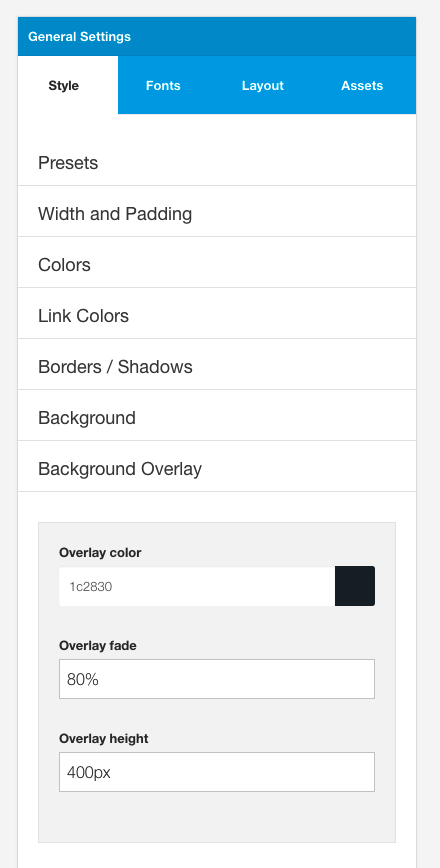 General Settings
Style Fonts Layout Assets
Presets
Width and Padding
Colors
Link Colors
Borders / Shadows
Background
Background Overlay
Overlay color
1c2830
Overlay fade
80%
Overlay height
400px